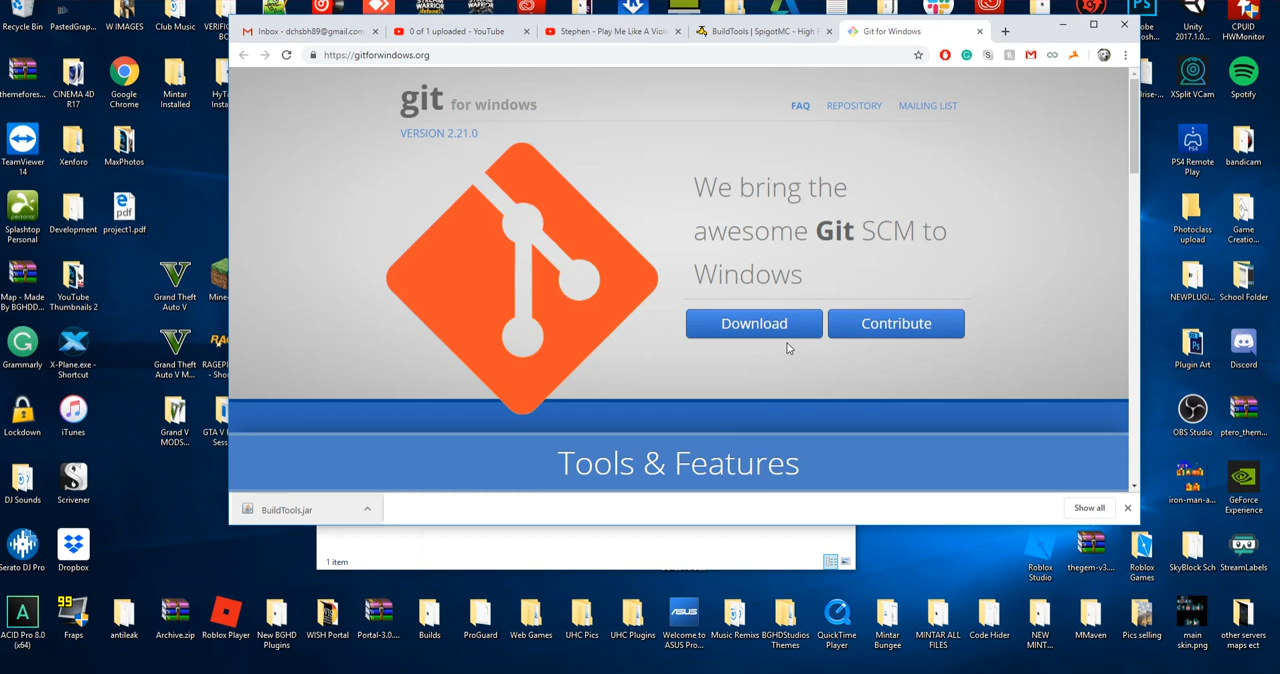 Recycle Bin
PastedGrap...
W IMAGES
Club Music
Unity
2017.1.0...
CPUID
HWMonitor
Inbox - dchsbh89@gmail.com
0 of 1 uploaded - YouTube
Stephen - Play Me Like A Viol
BuildTools | SpigotMC - High P
Git for Windows
https://gitforwindows.org
themefores...
CINEMA 4D
R17
Google
Chrome
Mintar
Installed
XSplit VCam
Spotify
git for windows
VERSION 2.21.0
FAQ
REPOSITORY
MAILING LIST
TeamViewer
14
Xenforo
MaxPhotos
PS4 Remote
Play
bandicam
We bring the
awesome Git SCM to
Windows
Download
Contribute
Splashtop
Personal
Development
pdf
project1.pdf
Photoclass
upload
Game
Creatio...
Map - Made
By BGHDD...
YouTube
Thumbnails 2
Grand Theft
Auto V
NEWPLUGI...
School Folder
Grammarly
X-Plane.exe -
Shortcut
Grand Theft
Auto V M...
Plugin Art
Discord
Lockdown
iTunes
Grand V
MODS...
OBS Studio
ptero_them...
Tools & Features
DJ Sounds
Scrivener
iron-man-a...
GeForce
Experience
BuildTools.jar
Show all
Serato DJ Pro
Dropbox
1 item
Roblox
Studio
thegem-v3....
Roblox
Games
SkyBlock Sch
StreamLabels
99
ACID Pro 8.0
(x64)
Fraps
antileak
Archive.zip
Roblox Player
New BGHD
Plugins
WISH Portal
Portal-3.0....
Builds
ProGuard
Web Games
UHC Pics
UHC Plugins
ASUS
Welcome to
ASUS Pro...
Music Remixs
BGHDStudios
Themes
QuickTime
Player
Mintar
Bungee
MINTAR ALL
FILES
Code Hider
NEW
MINT...
MMaven
Pics selling
main
skin.png
other servers
maps ect